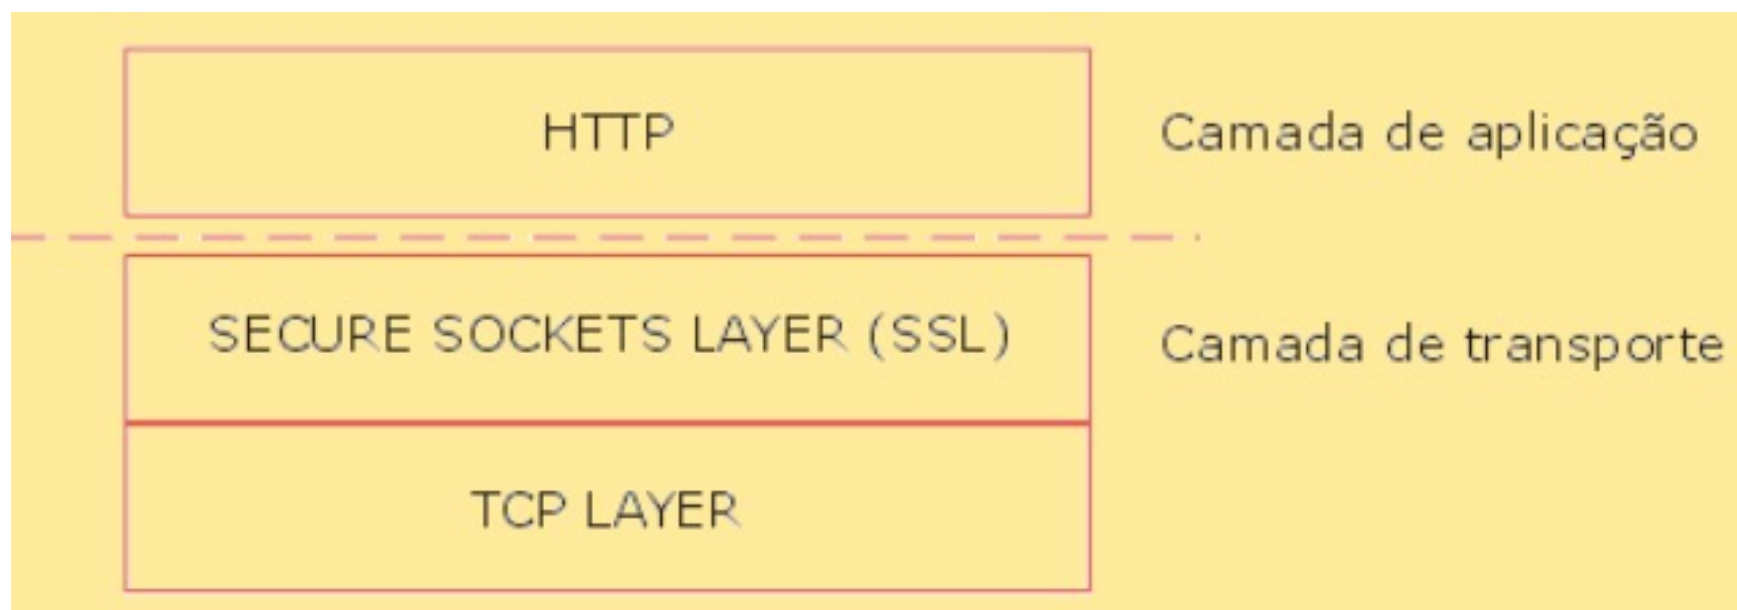 HTTP
Camada de aplicação
SECURE SOCKETS LAYER (SSL)
Camada de transporte
TCP LAYER